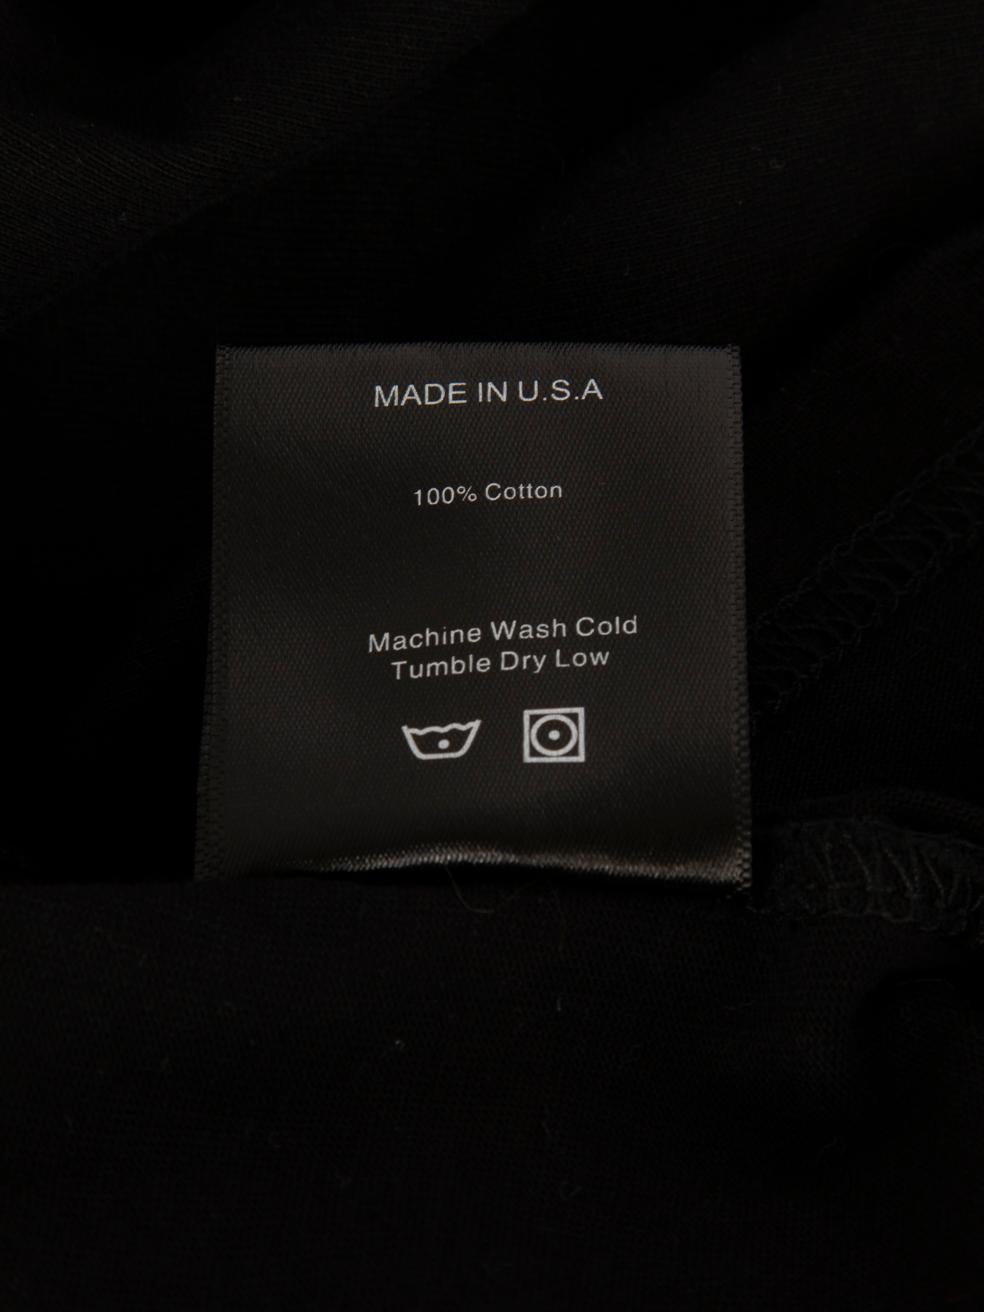 MADE IN U.S.A
100% Cotton
Machine Wash Cold
Tumble Dry Low